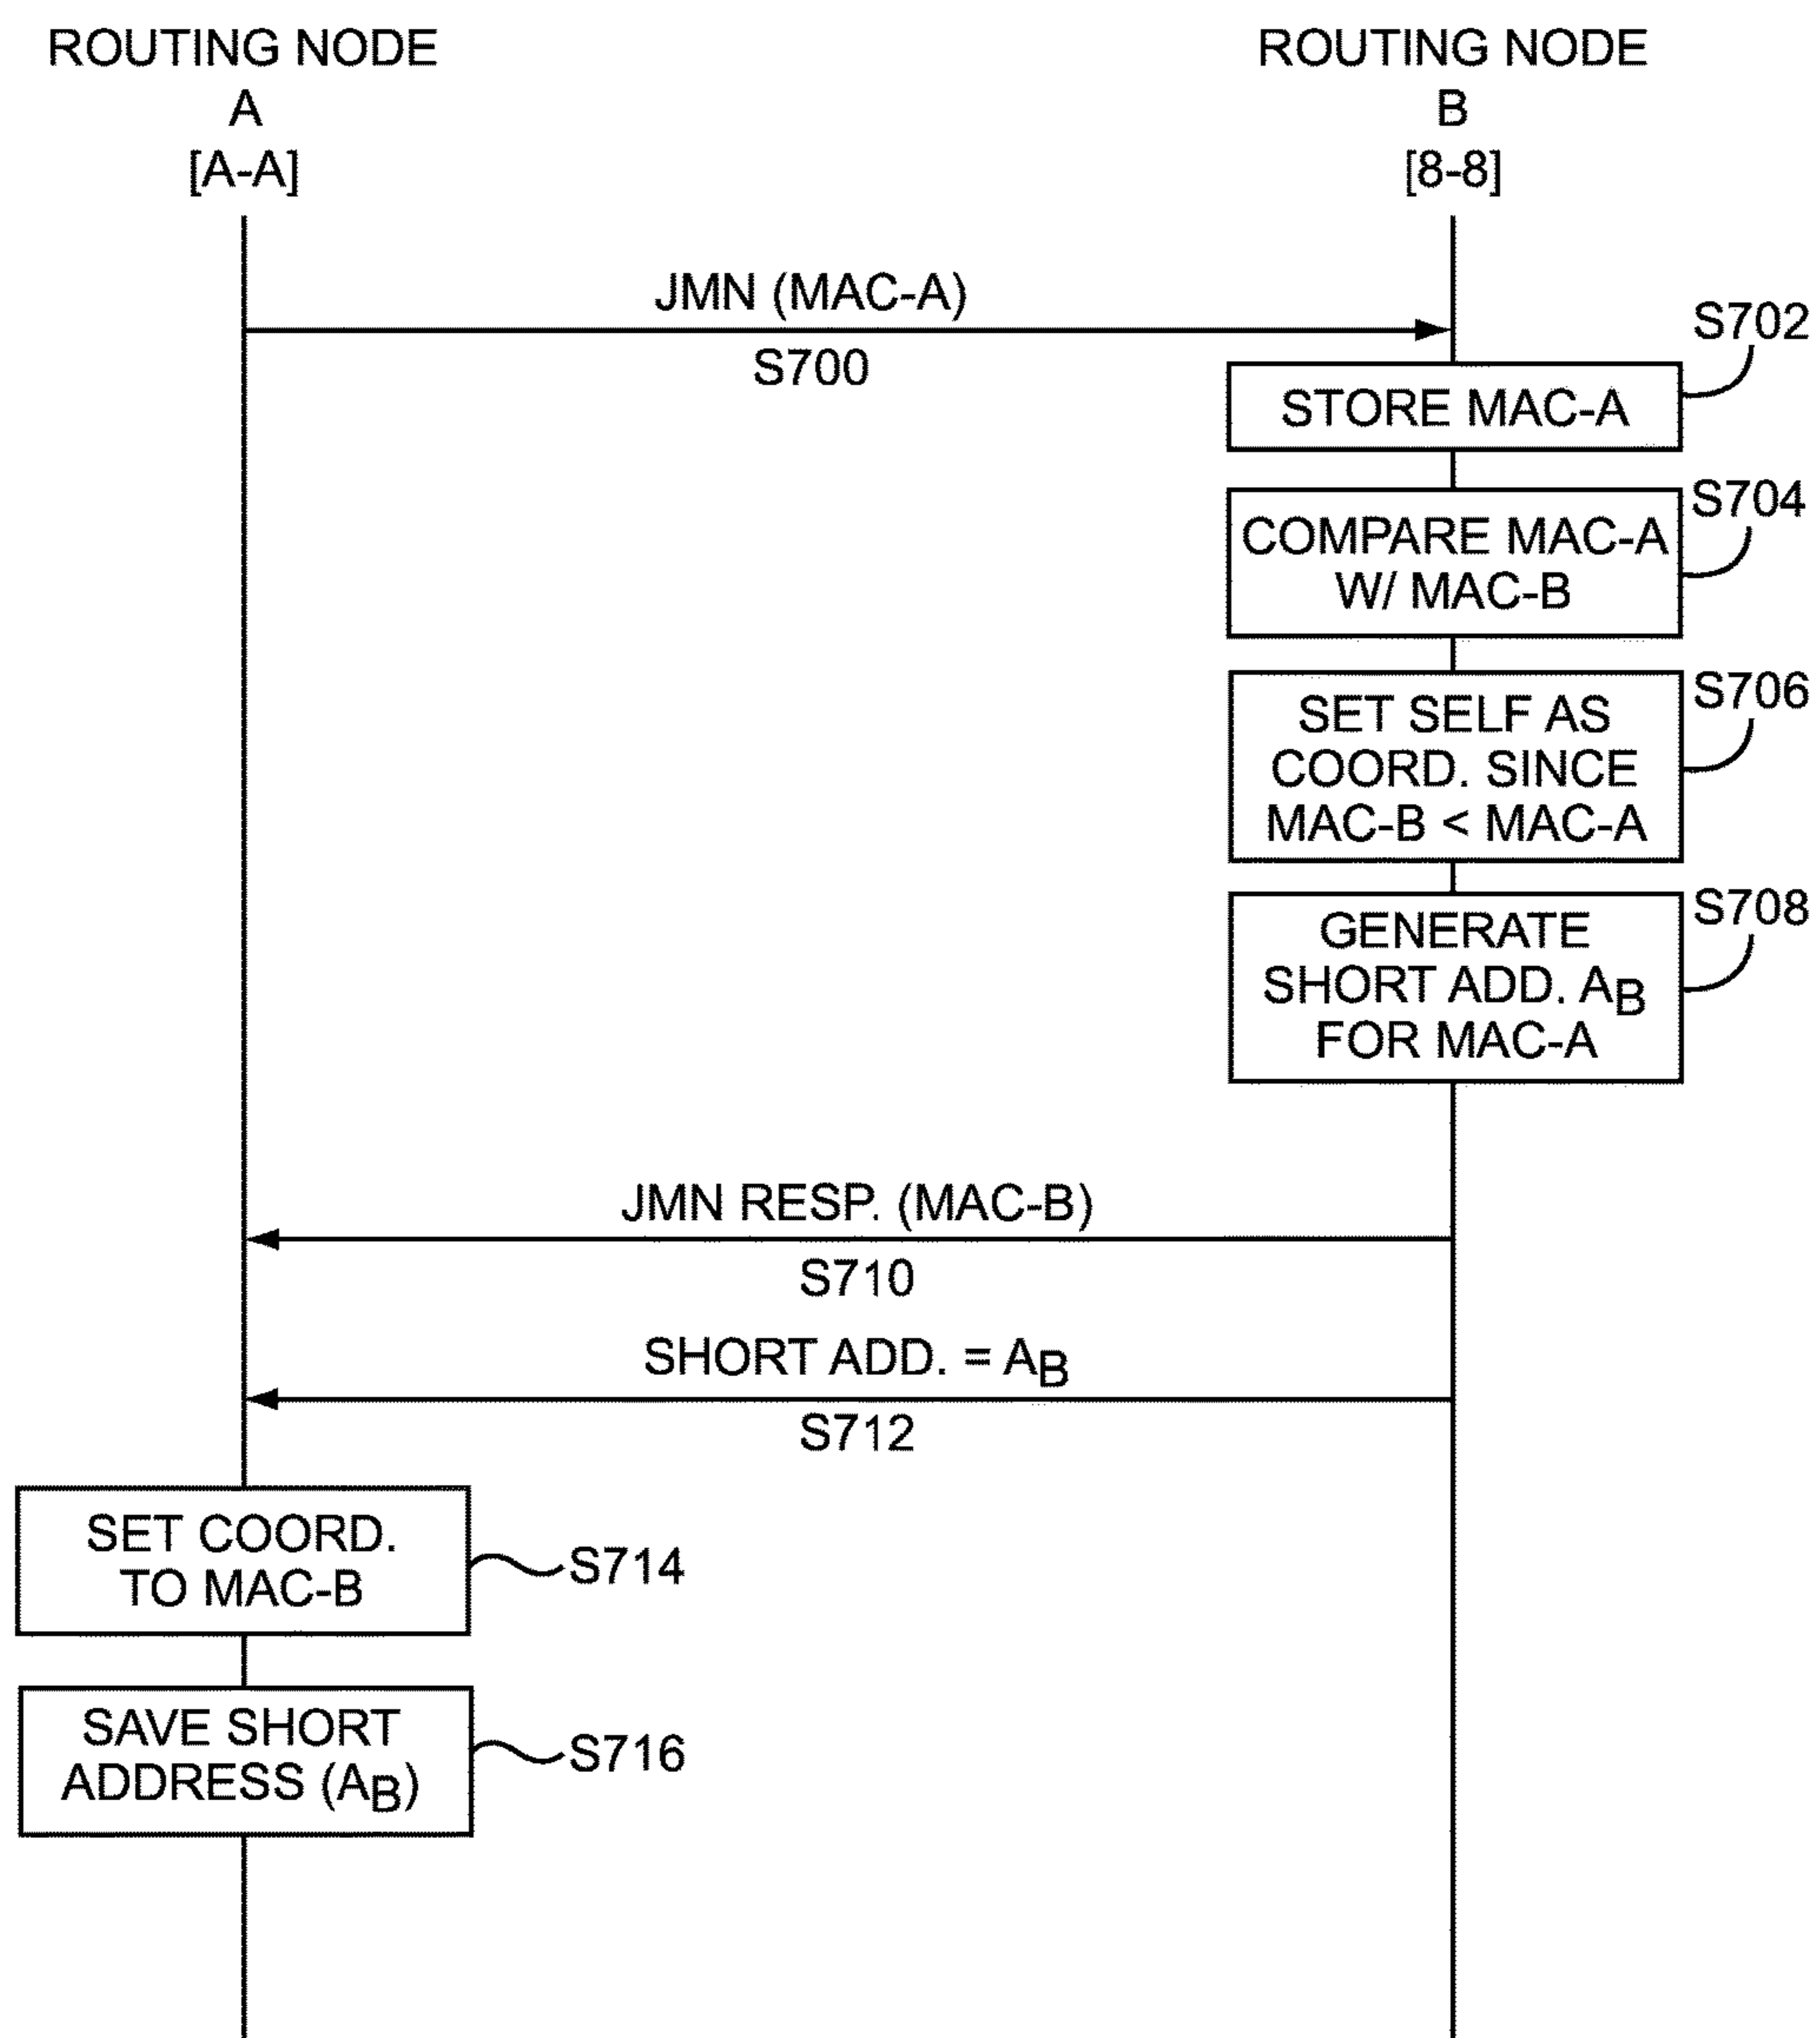 ROUTING NODE
A
[A-A]
ROUTING NODE
B
[8-8]
JMN (MAC-A)
S700
S702
STORE MAC-A
S704
COMPARE MAC-A
W/ MAC-B
S706
SET SELF AS
COORD. SINCE
MAC-B < MAC-A
S708
GENERATE
SHORT ADD. AB
FOR MAC-A
JMN RESP. (MAC-B)
S710
SHORT ADD. = AB
S712
SET COORD.
TO MAC-B
S714
SAVE SHORT
ADDRESS (AB)
S716